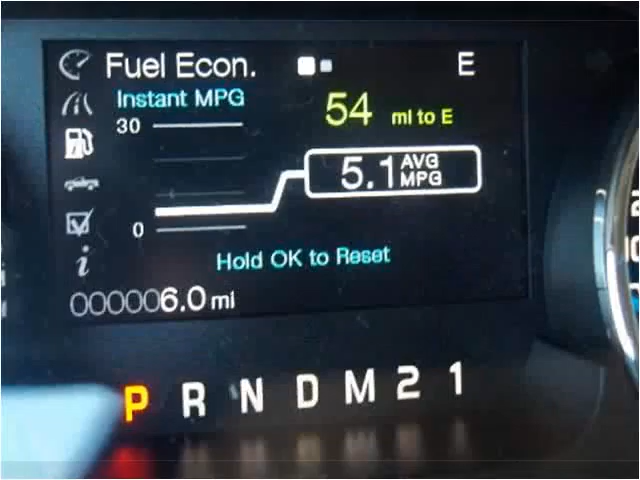 Fuel Econ. E
Instant MPG
30
54 mi to E
5.1 AVG MPG
0
Hold OK to Reset
000006.0 mi
P R N D M 2 1